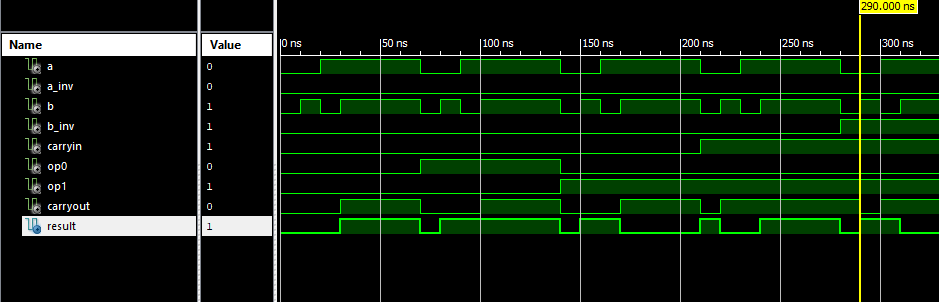 290.000 ns
Name Value 0 ns 50 ns 100 ns 150 ns 200 ns 250 ns 300 ns
a 0
a_inv 0
b 1
b_inv 1
carryin 1
op0 0
op1 1
carryout 0
result 1